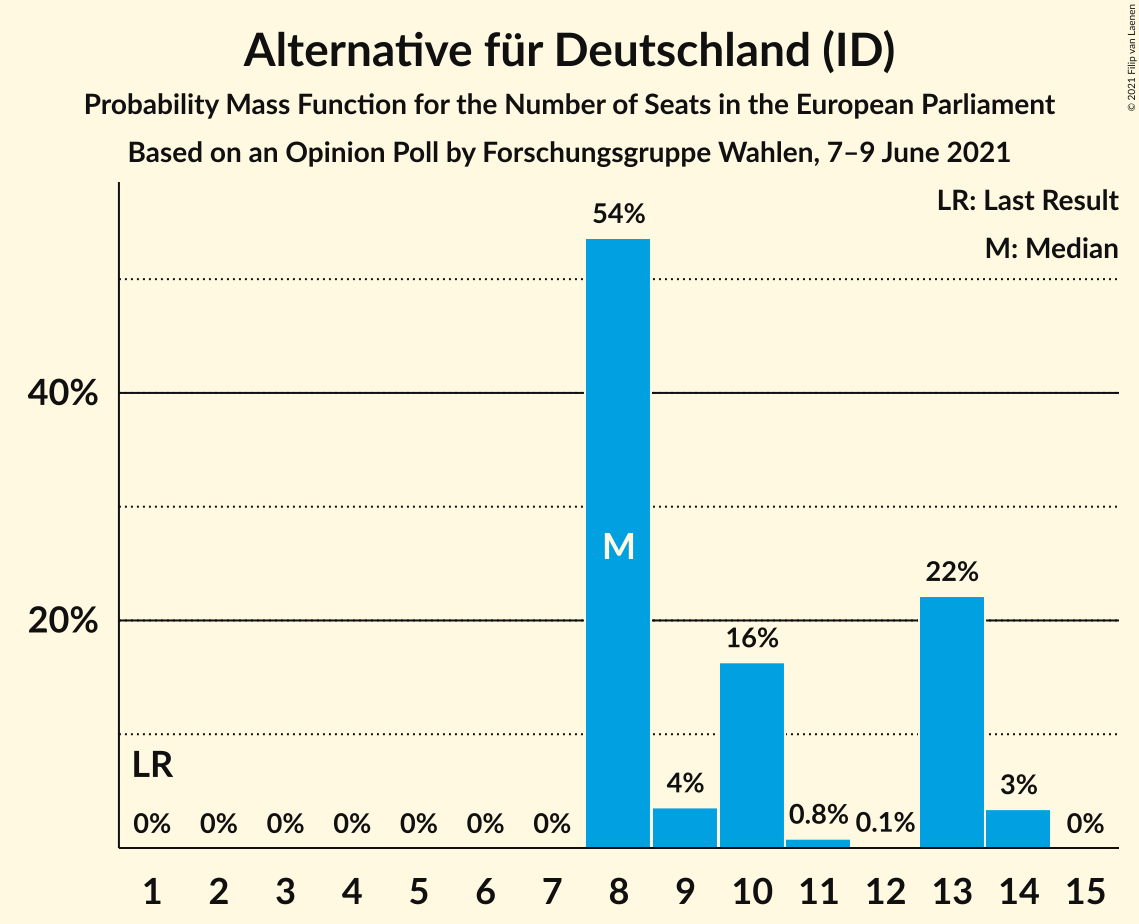 Alternative für Deutschland (ID)
Probability Mass Function for the Number of Seats in the European Parliament
Based on an Opinion Poll by Forschungsgruppe Wahlen, 7–9 June 2021
© 2021 Filip van Laenen
LR: Last Result
M: Median
54%
40%
M
22%
20%
16%
LR
4%
3%
0% 0% 0% 0% 0% 0% 0% 0.8% 0.1% 0%
1 2 3 4 5 6 7 8 9 10 11 12 13 14 15